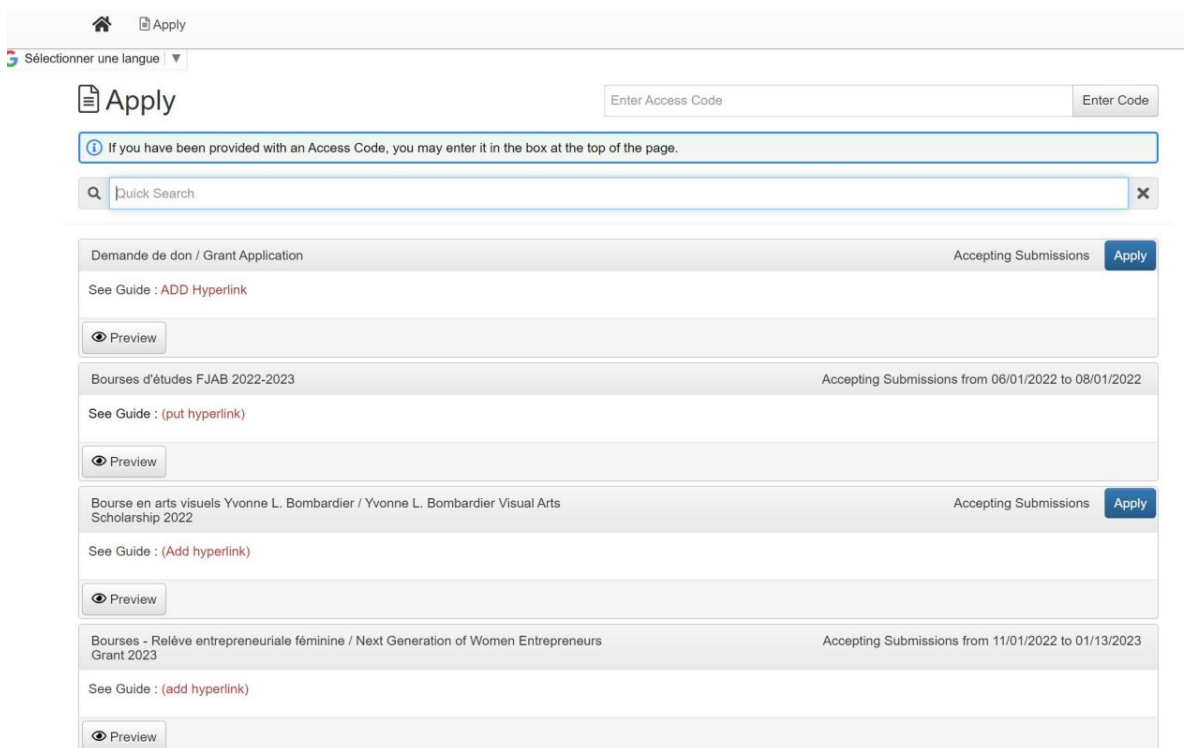 Apply
Sélectionner une langue ▼
Apply
Enter Access Code
Enter Code
If you have been provided with an Access Code, you may enter it in the box at the top of the page.
Quick Search
Demande de don / Grant Application
Accepting Submissions
Apply
See Guide : ADD Hyperlink
Preview
Bourses d'études FJAB 2022-2023
Accepting Submissions from 06/01/2022 to 08/01/2022
See Guide : (put hyperlink)
Preview
Bourse en arts visuels Yvonne L. Bombardier / Yvonne L. Bombardier Visual Arts
Scholarship 2022
Accepting Submissions
Apply
See Guide : (Add hyperlink)
Preview
Bourses - Relève entrepreneuriale féminine / Next Generation of Women Entrepreneurs
Grant 2023
Accepting Submissions from 11/01/2022 to 01/13/2023
See Guide : (add hyperlink)
Preview